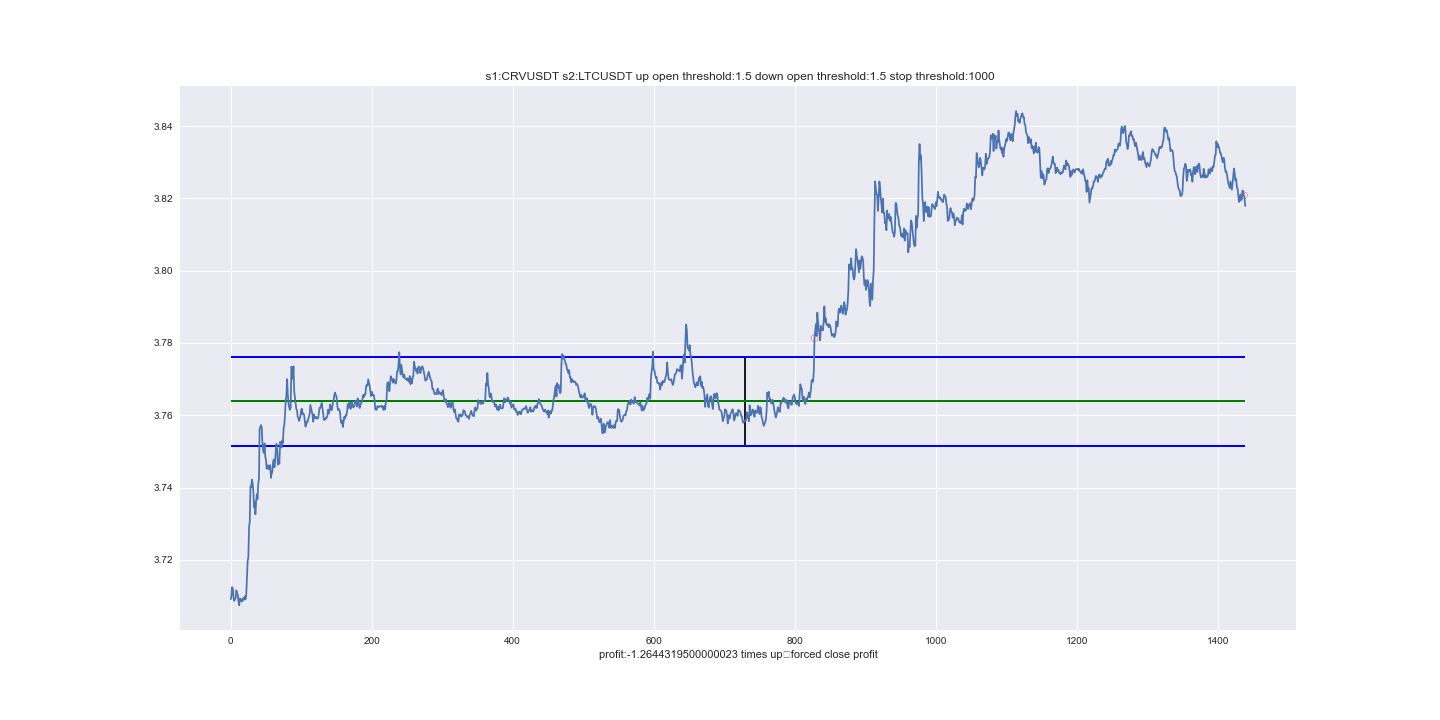 s1:CRVUSDT s2:LTCUSDT up open threshold:1.5 down open threshold:1.5 stop threshold:1000
3.84
3.82
3.80
3.78
3.76
3.74
3.72
0 200 400 600 800 1000 1200 1400
profit:-1.2644319500000023 times up□forced close profit